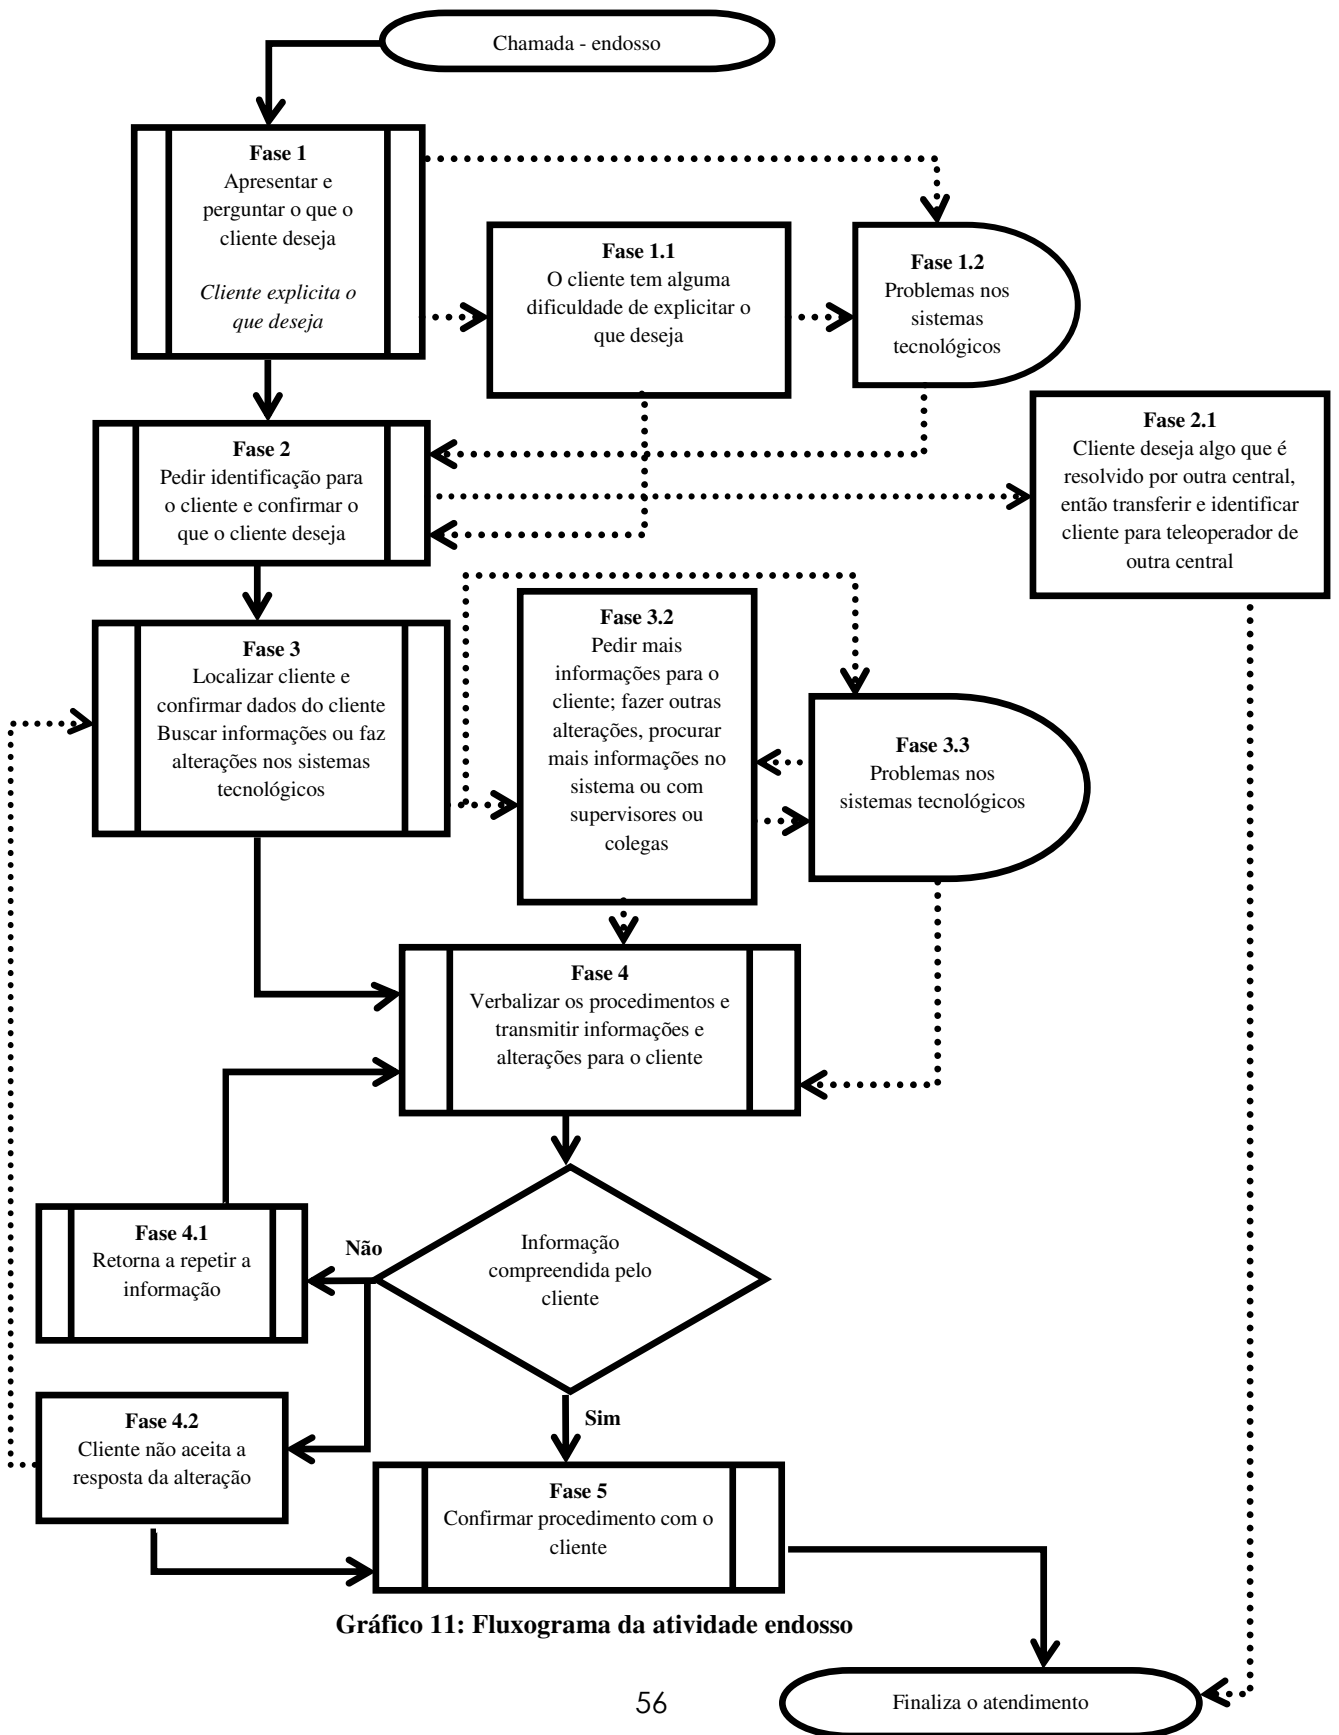 Chamada - endosso
Fase 1
Apresentar e
perguntar o que o
cliente deseja
Cliente explicita o
que deseja
Fase 1.1
O cliente tem alguma
dificuldade de explicitar o
que deseja
Fase 1.2
Problemas nos
sistemas
tecnológicos
Fase 2
Pedir identificação para
o cliente e confirmar o
que o cliente deseja
Fase 2.1
Cliente deseja algo que é
resolvido por outra central,
então transferir e identificar
cliente para teleoperador de
outra central
Fase 3
Localizar cliente e
confirmar dados do cliente
Buscar informações ou faz
alterações nos sistemas
tecnológicos
Fase 3.2
Pedir mais
informações para o
cliente; fazer outras
alterações, procurar
mais informações no
sistema ou com
supervisores ou
colegas
Fase 3.3
Problemas nos
sistemas tecnológicos
Fase 4
Verbalizar os procedimentos e
transmitir informações e
alterações para o cliente
Fase 4.1
Retorna a repetir a
informação
Não
Informação
compreendida pelo
cliente
Fase 4.2
Cliente não aceita a
resposta da alteração
Sim
Fase 5
Confirmar procedimento com o
cliente
Gráfico 11: Fluxograma da atividade endosso
56
Finaliza o atendimento